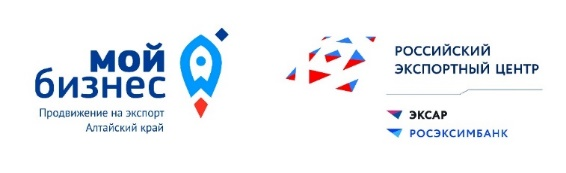 мой
бизнес
Продвижение на экспорт
Алтайский край
РОССИЙСКИЙ
ЭКСПОРТНЫЙ ЦЕНТР
ЭКСАР
РОСЭКСИМБАНК